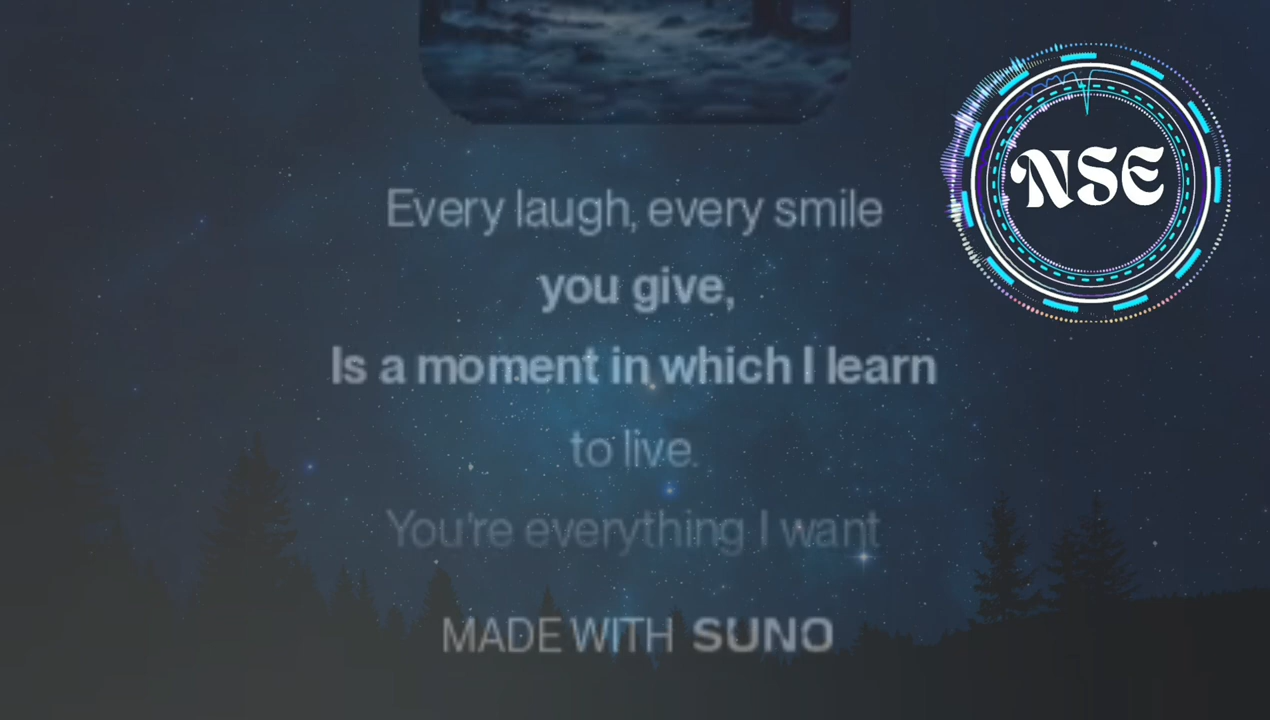 NSE
Every laugh, every smile
you give,
Is a moment in which I learn
to live.
You're everything I want
MADE WITH SUNO